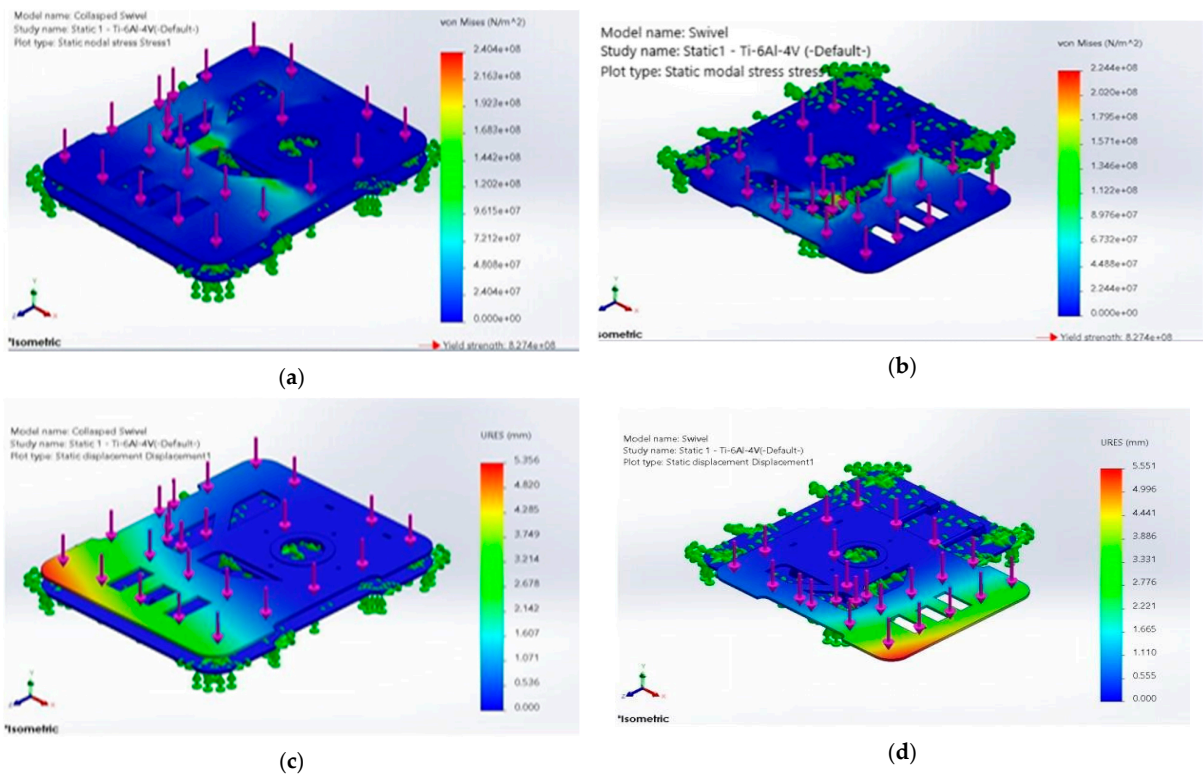 Model name: Collasped Swivel
Study name: Static 1 - Ti-6Al-4V(-Default-)
Plot type: Static nodal stress Stress1
von Mises (N/m^2)
2.404e+08
2.163e+08
1.923e+08
1.683e+08
1.442e+08
1.202e+08
9.615e+07
7.212e+07
4.808e+07
2.404e+07
0.000e+00
Yield strength: 8.274e+08
Y
Z
X
*Isometric
(a)
Model name: Swivel
Study name: Static1 - Ti-6Al-4V (-Default-)
Plot type: Static modal stress stress
von Mises (N/m^2)
2.244e+08
2.020e+08
1.795e+08
1.571e+08
1.346e+08
1.122e+08
8.976e+07
6.732e+07
4.488e+07
2.244e+07
0.000e+00
Yield strength: 8.274e+08
X
sometric
(b)
Model name: Collasped Swivel
Study name: Static 1 - Ti-6Al-4V(-Default-)
Plot type: Static displacement Displacement1
URES (mm)
5.356
4.820
4.285
3.749
3.214
2.678
2.142
1.607
1.071
0.536
0.000
Y
Z
X
*Isometric
(c)
Model name: Swivel
Study name: Static 1 - Ti-6Al-4V(-Default-)
Plot type: Static displacement Displacement1
URES (mm)
5.551
4.996
4.441
3.886
3.331
2.776
2.221
1.665
1.110
0.555
0.000
Y
Z
X
*Isometric
(d)